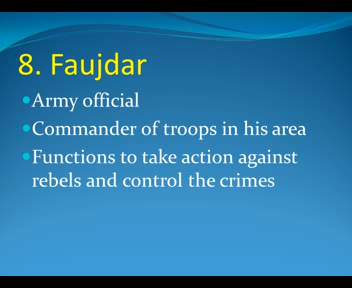 8. Faujdar
•Army official
•Commander of troops in his area
•Functions to take action against
rebels and control the crimes